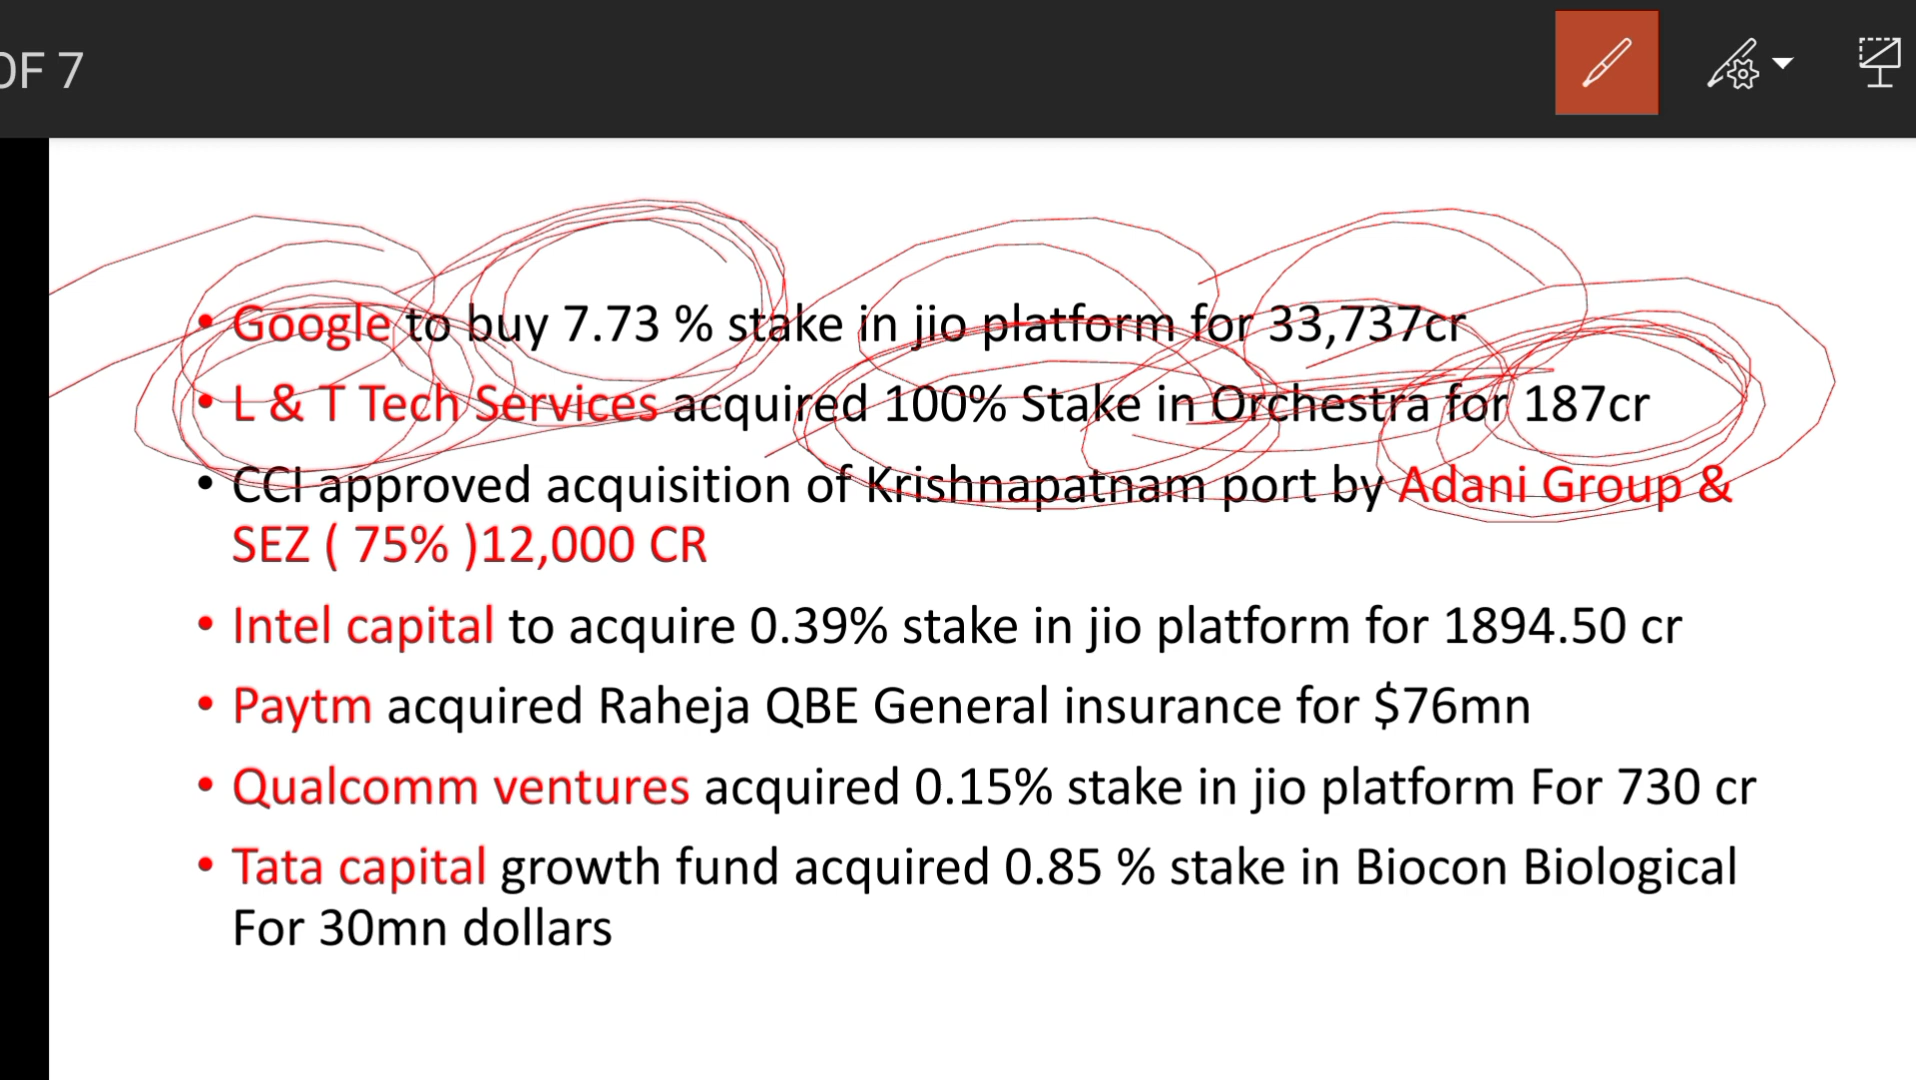 OF 7
• Google to buy 7.73 % stake in jio platform for 33,737cr
• L & T Tech Services acquired 100% Stake in Orchestra for 187cr
• CCI approved acquisition of Krishnapatnam port by Adani Group &
SEZ ( 75% )12,000 CR
• Intel capital to acquire 0.39% stake in jio platform for 1894.50 cr
• Paytm acquired Raheja QBE General insurance for $76mn
• Qualcomm ventures acquired 0.15% stake in jio platform For 730 cr
• Tata capital growth fund acquired 0.85 % stake in Biocon Biological
For 30mn dollars